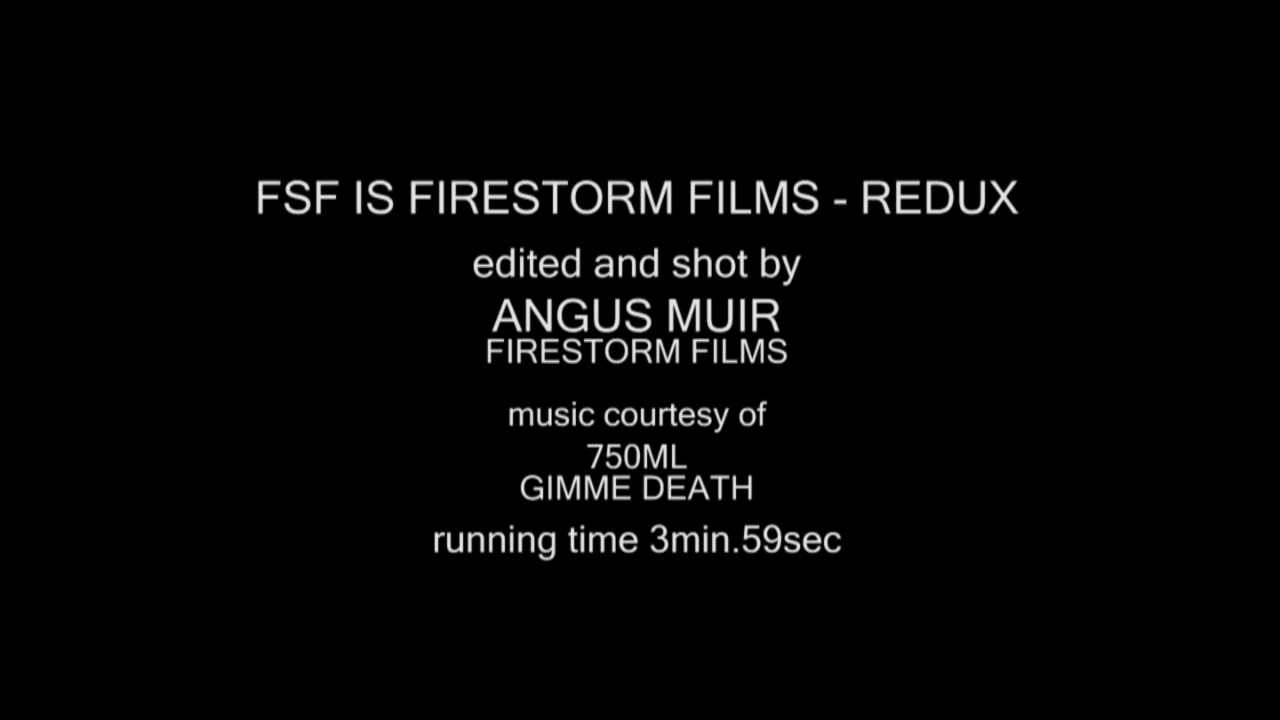 FSF IS FIRESTORM FILMS - REDUX
edited and shot by
ANGUS MUIR
FIRESTORM FILMS
music courtesy of
750ML
GIMME DEATH
running time 3min.59sec